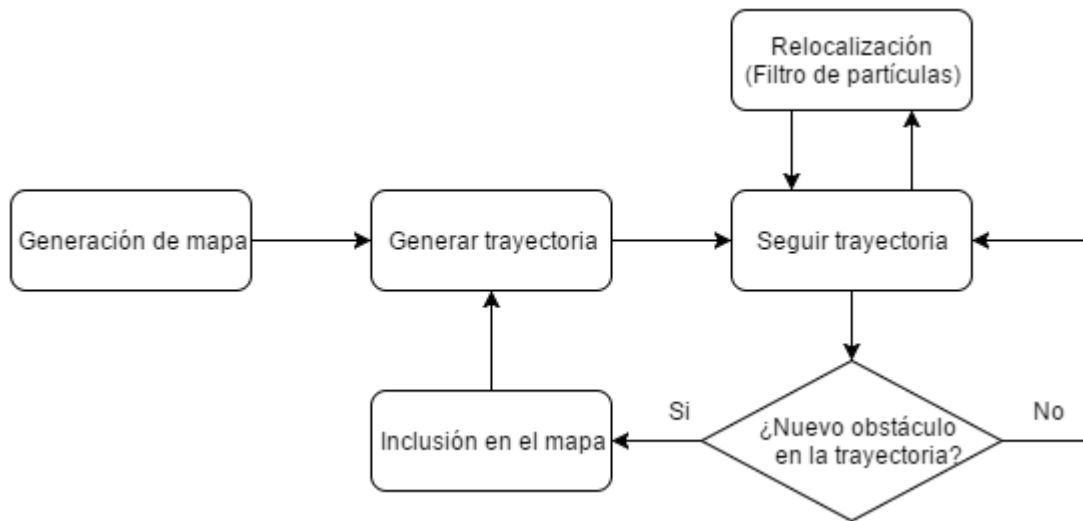 Relocalización
(Filtro de partículas)
Generación de mapa
Generar trayectoria
Seguir trayectoria
Si
¿Nuevo obstáculo
en la trayectoria?
No
Inclusión en el mapa